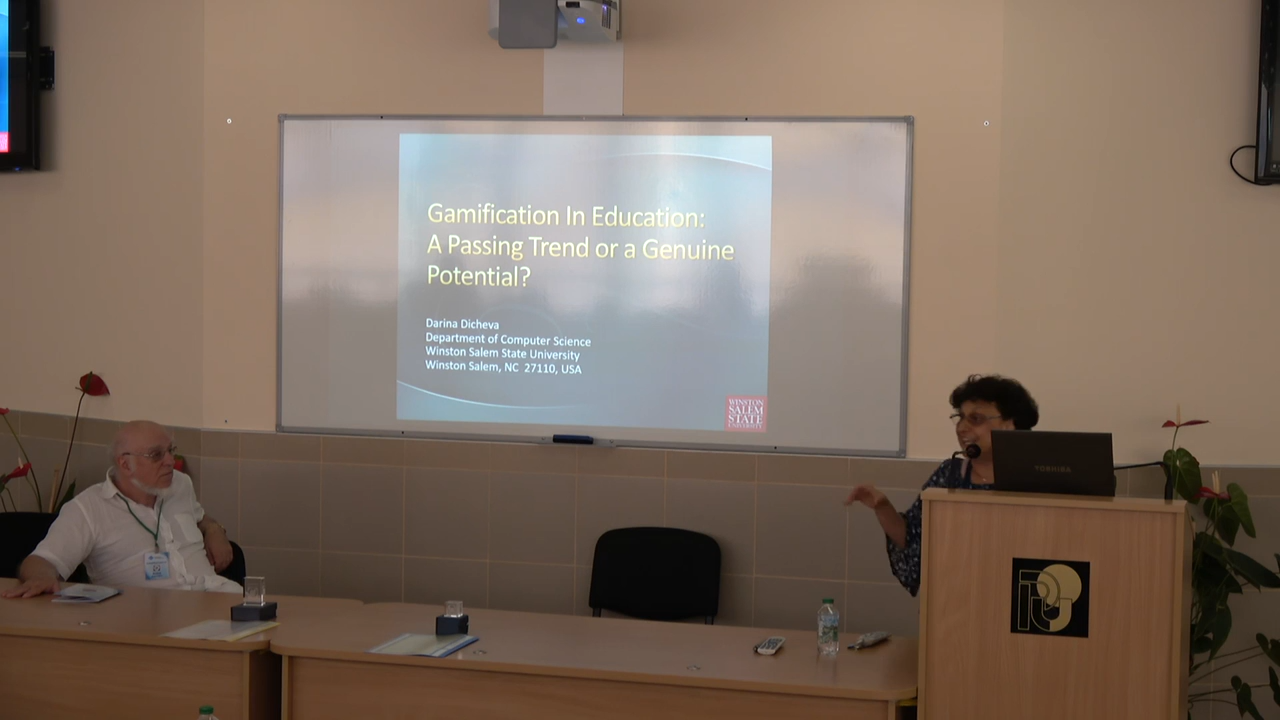 Gamification In Education:
A Passing Trend or a Genuine
Potential?
Darina Dicheva
Department of Computer Science
Winston Salem State University
Winston Salem, NC 27110, USA
WINSTON
SALEM
STATE
UNIVERSITY
TOSHIBA